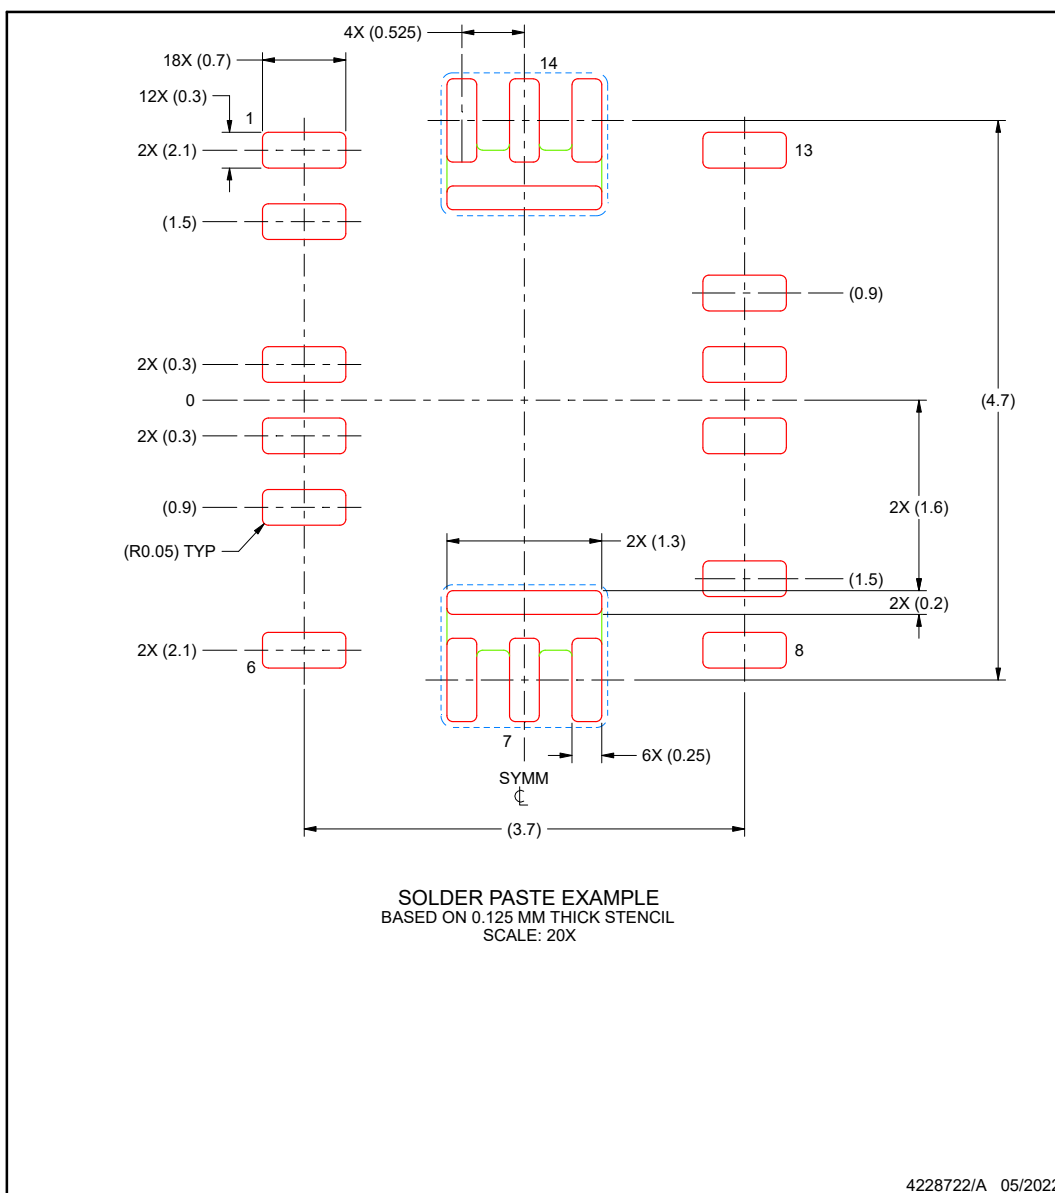 4X (0.525)
18X (0.7)
14
12X (0.3)
1
2X (2.1)
13
(1.5)
(0.9)
2X (0.3)
0
(4.7)
2X (0.3)
(0.9)
2X (1.6)
(R0.05) TYP
2X (1.3)
(1.5)
2X (0.2)
2X (2.1)
6
8
7
6X (0.25)
SYMM
℄
(3.7)
SOLDER PASTE EXAMPLE
BASED ON 0.125 MM THICK STENCIL
SCALE: 20X
4228722/A 05/2022